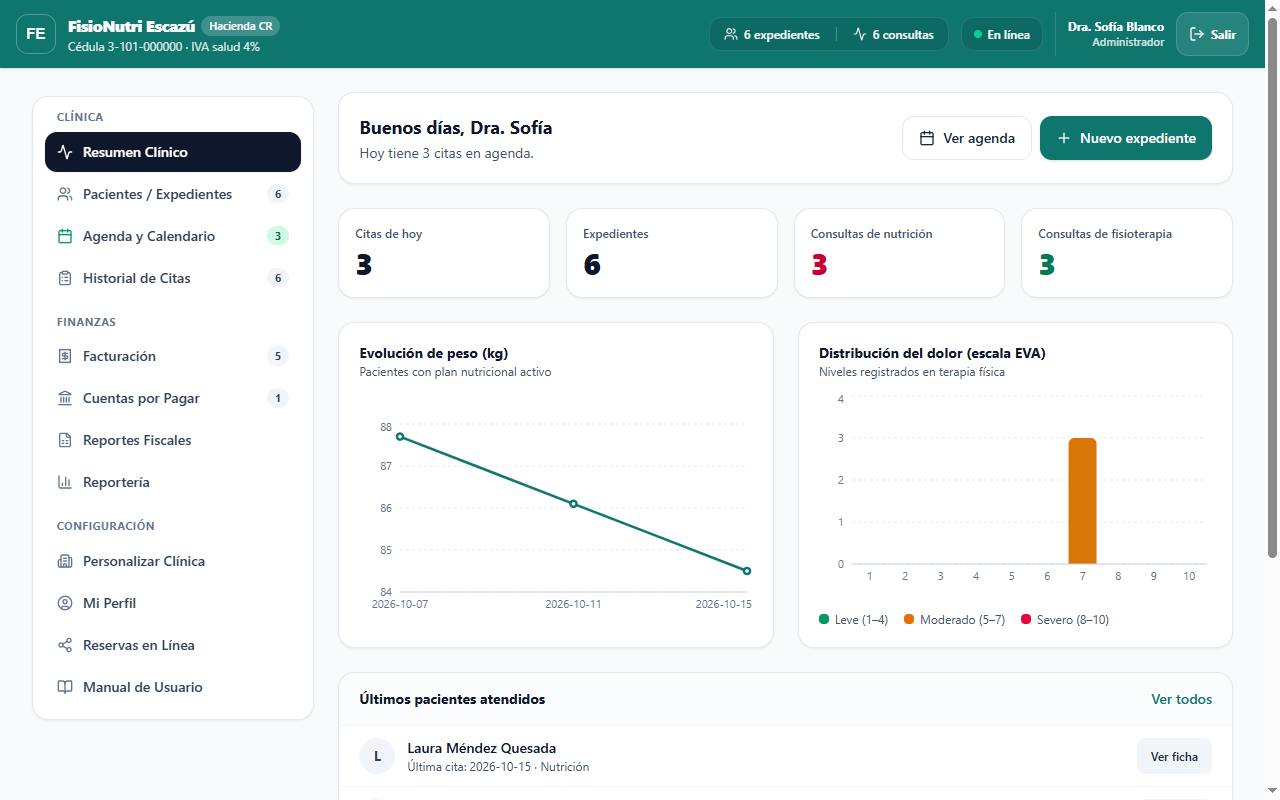 FE
FisioNutri Escazú
Hacienda CR
Cédula 3-101-000000 · IVA salud 4%
6 expedientes
6 consultas
En línea
Dra. Sofía Blanco
Administrador
Salir
CLÍNICA
Resumen Clínico
Pacientes / Expedientes 6
Agenda y Calendario 3
Historial de Citas 6
FINANZAS
Facturación 5
Cuentas por Pagar 1
Reportes Fiscales
Reportería
CONFIGURACIÓN
Personalizar Clínica
Mi Perfil
Reservas en Línea
Manual de Usuario
Buenos días, Dra. Sofía
Hoy tiene 3 citas en agenda.
Ver agenda
Nuevo expediente
Citas de hoy
3
Expedientes
6
Consultas de nutrición
3
Consultas de fisioterapia
3
Evolución de peso (kg)
Pacientes con plan nutricional activo
88
87
86
85
84
2026-10-07 2026-10-11 2026-10-15
Distribución del dolor (escala EVA)
Niveles registrados en terapia física
4
3
2
1
0
1 2 3 4 5 6 7 8 9 10
Leve (1–4) Moderado (5–7) Severo (8–10)
Últimos pacientes atendidos
Ver todos
L
Laura Méndez Quesada
Última cita: 2026-10-15 · Nutrición
Ver ficha